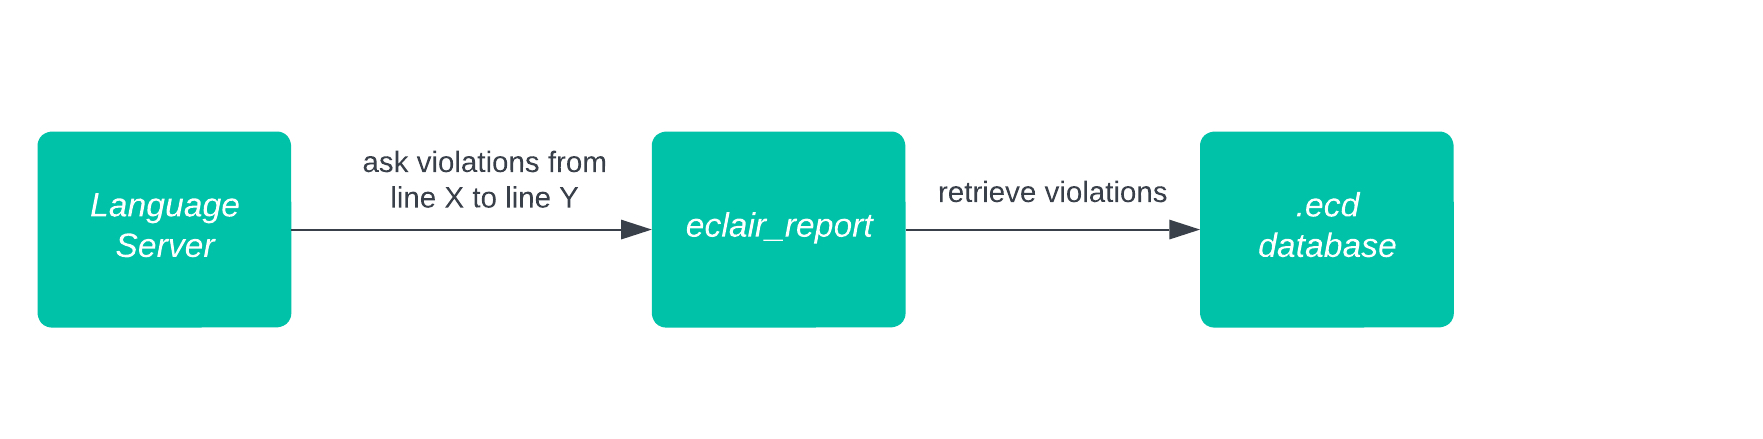 Language
Server
ask violations from
line X to line Y
eclair_report
retrieve violations
.ecd
database